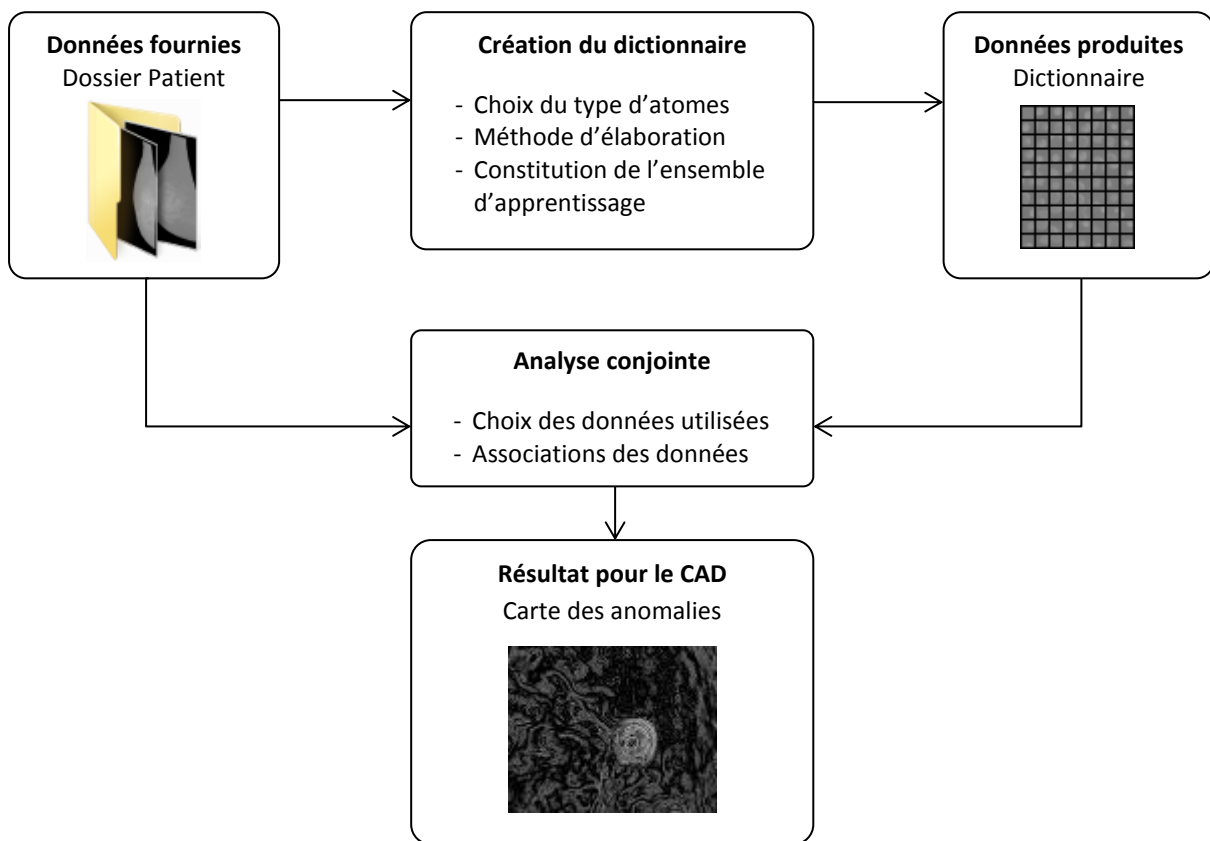 Données fournies
Dossier Patient
Création du dictionnaire
- Choix du type d’atomes
- Méthode d’élaboration
- Constitution de l’ensemble
d’apprentissage
Données produites
Dictionnaire
Analyse conjointe
- Choix des données utilisées
- Associations des données
Résultat pour le CAD
Carte des anomalies